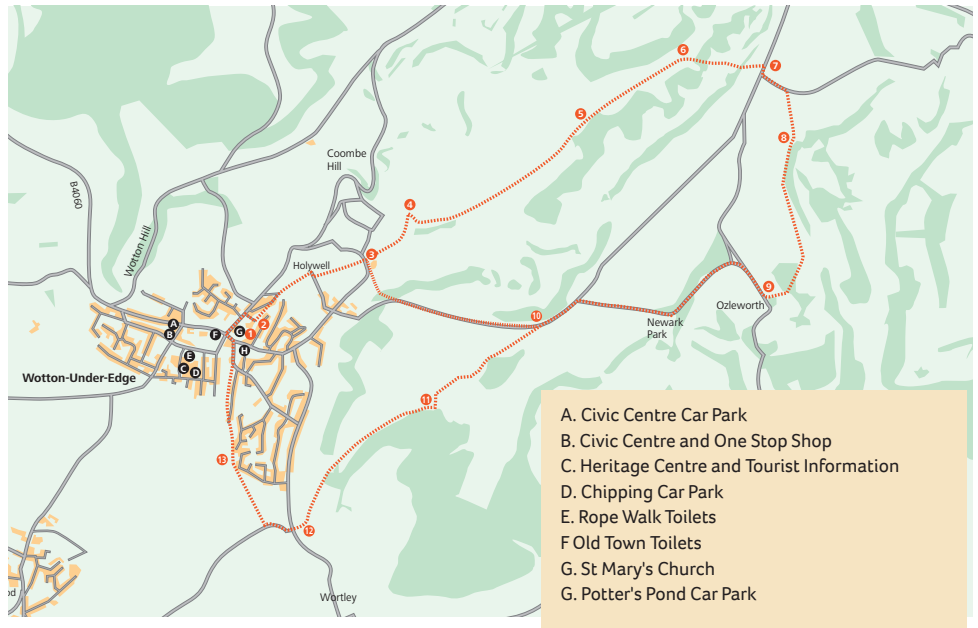 6
7
5
8
Coombe
Hill
B4060
4
Wotton Hill
3
Holywell
9
Ozleworth
10
Newark
Park
A
B
F
G
1
2
H
E
C
D
Wotton-Under-Edge
11
13
12
Wortley
od
A. Civic Centre Car Park
B. Civic Centre and One Stop Shop
C. Heritage Centre and Tourist Information
D. Chipping Car Park
E. Rope Walk Toilets
F Old Town Toilets
G. St Mary's Church
G. Potter's Pond Car Park